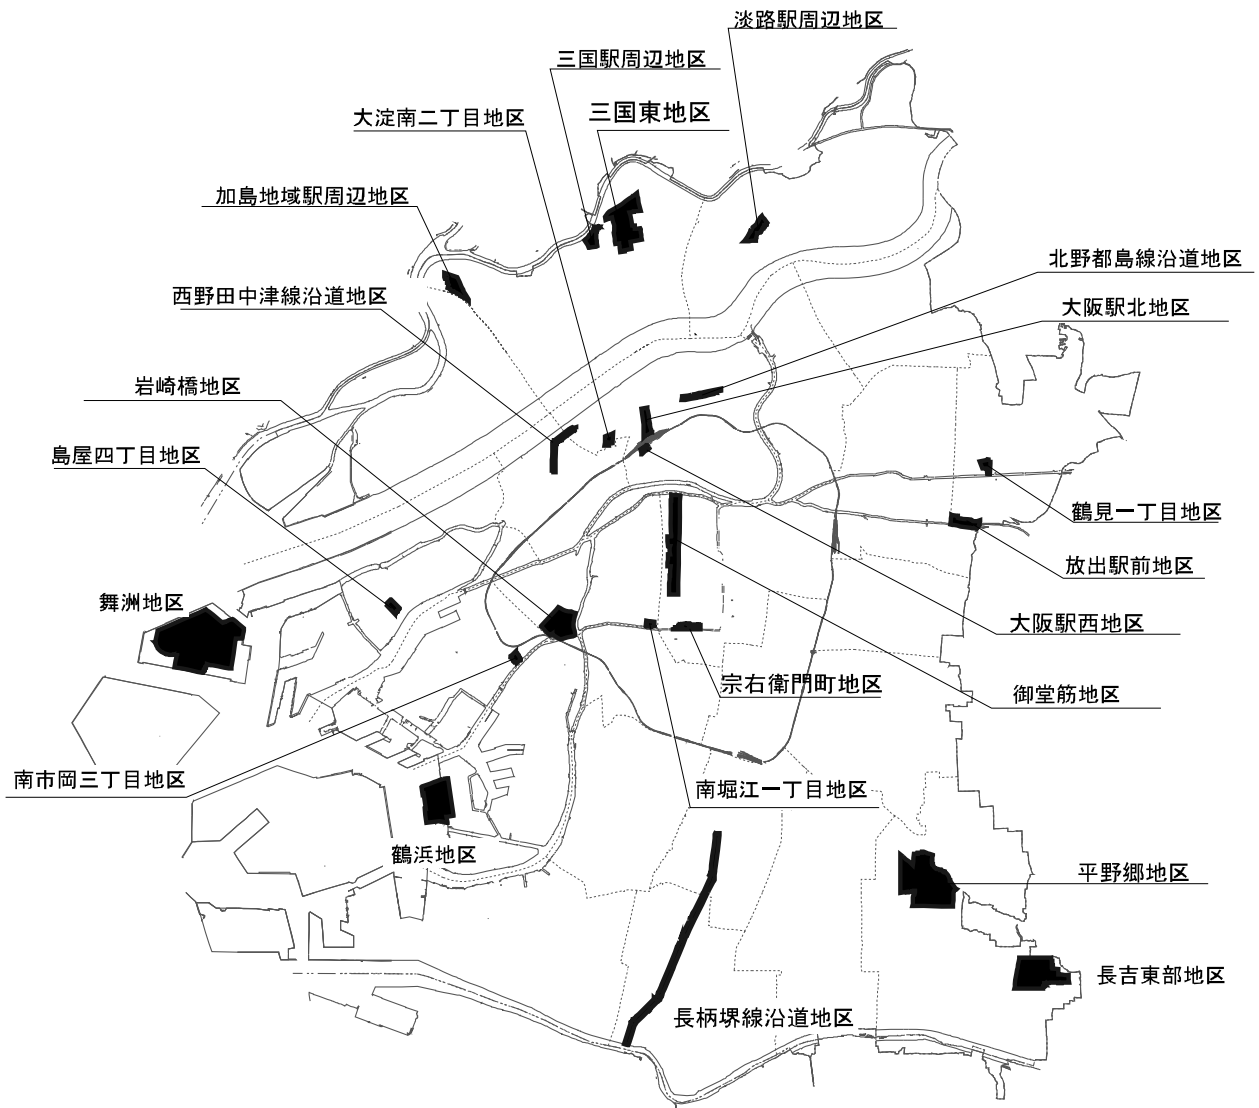 淡路駅周辺地区
三国駅周辺地区
三国東地区
大淀南二丁目地区
加島地域駅周辺地区
北野都島線沿道地区
西野田中津線沿道地区
大阪駅北地区
岩崎橋地区
島屋四丁目地区
鶴見一丁目地区
放出駅前地区
舞洲地区
大阪駅西地区
宗右衛門町地区
御堂筋地区
南市岡三丁目地区
南堀江一丁目地区
鶴浜地区
平野郷地区
長吉東部地区
長柄堺線沿道地区